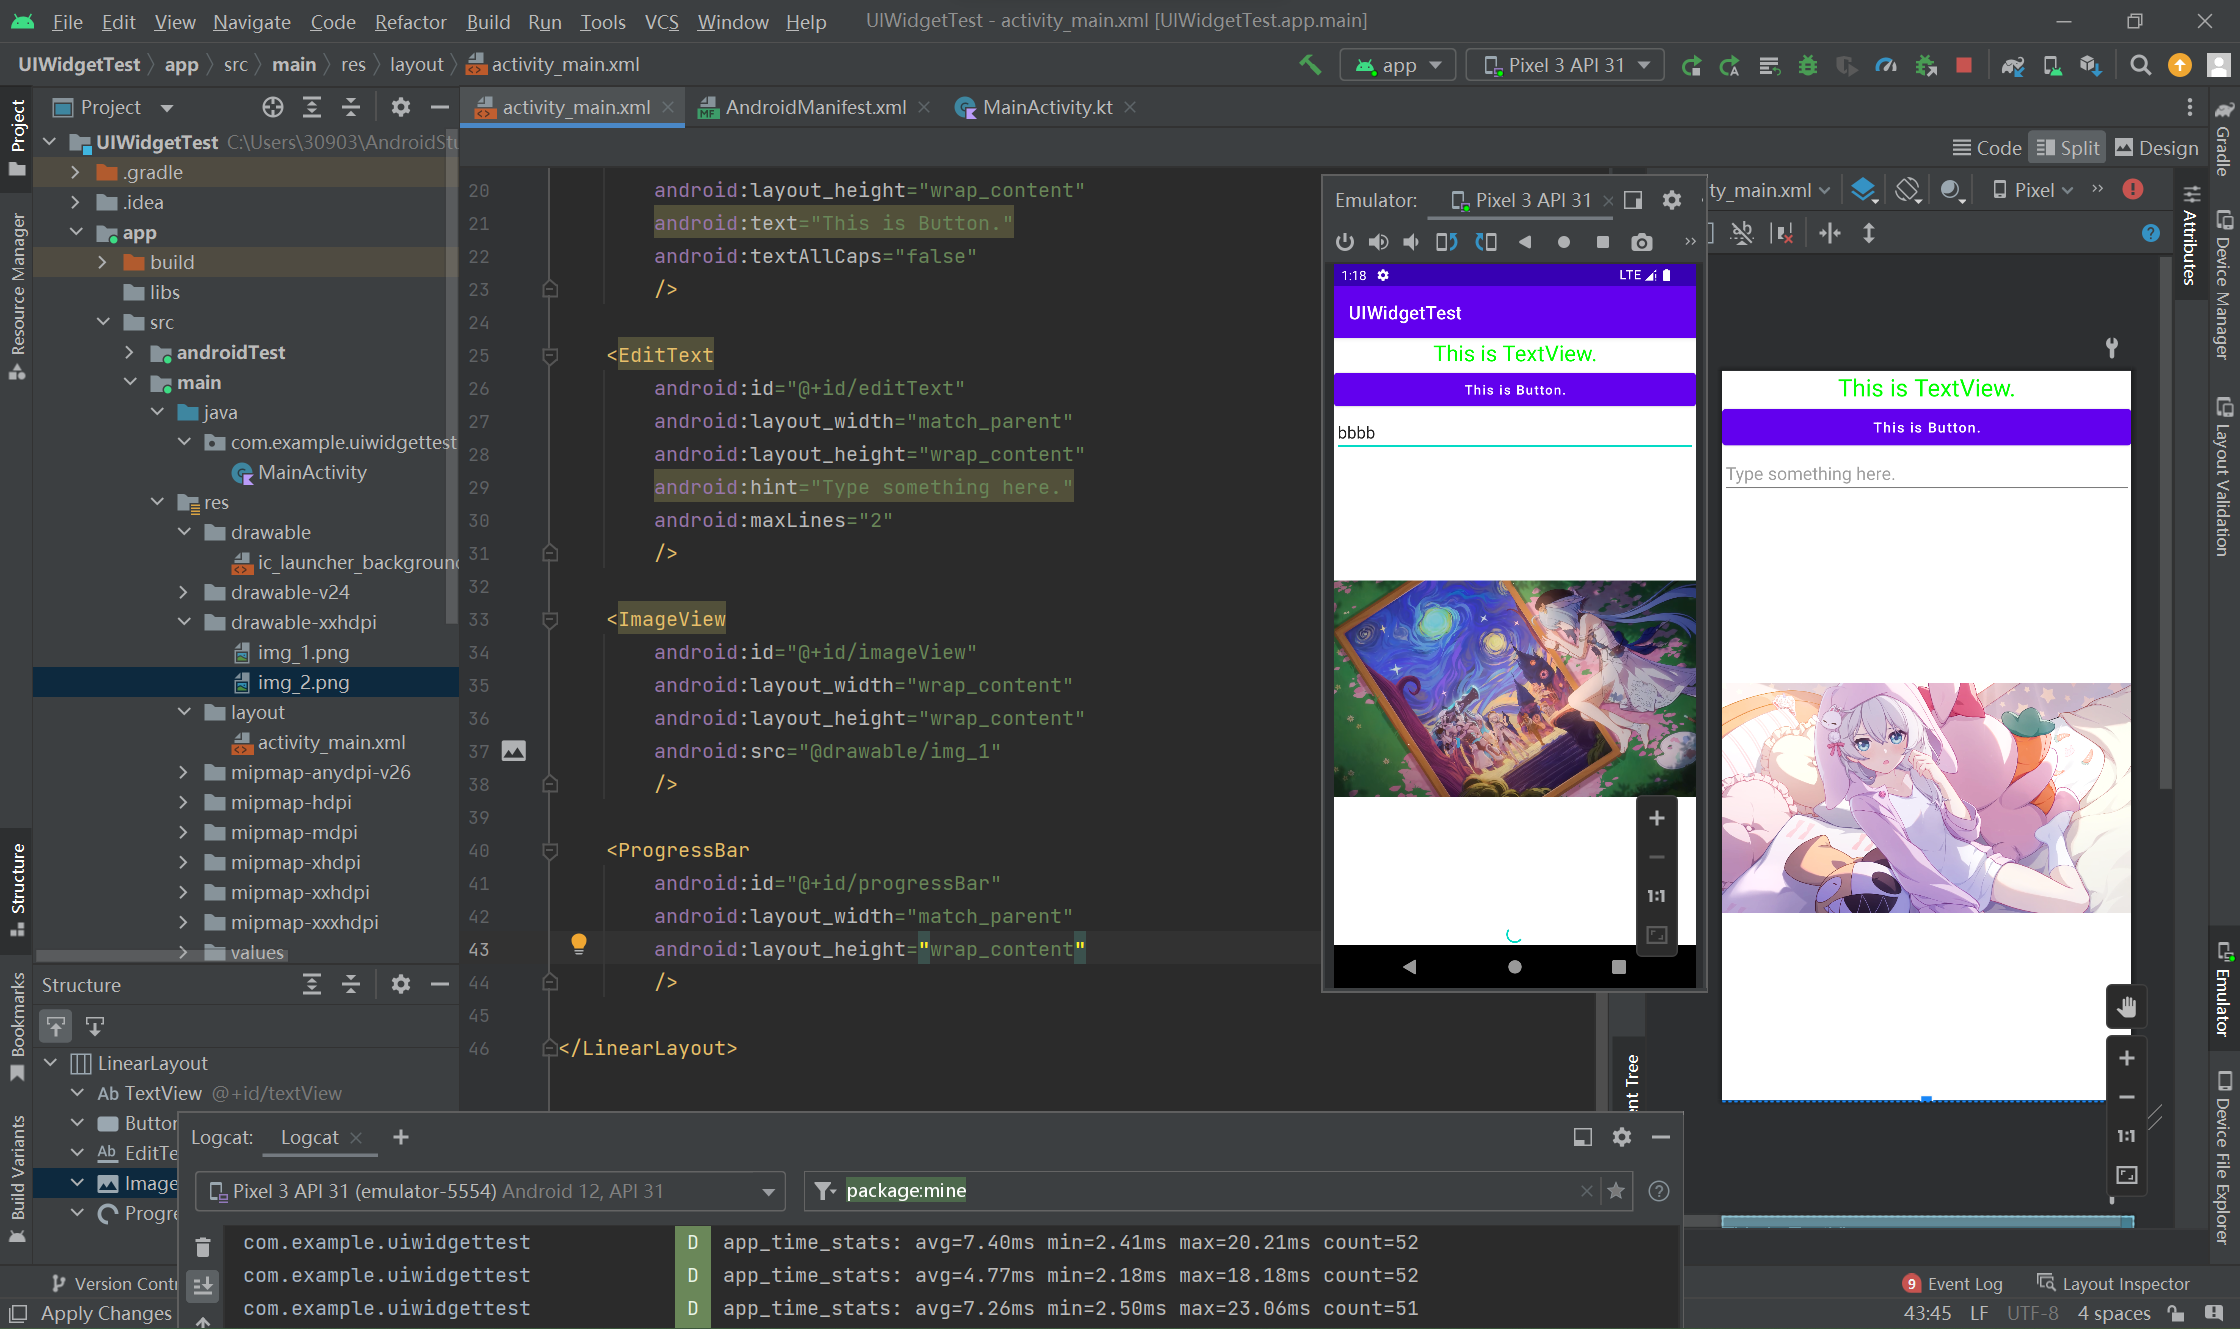 File Edit View Navigate Code Refactor Build Run Tools VCS Window Help UIWidgetTest - activity_main.xml [UIWidgetTest.app.main]
UIWidgetTest app src main res layout activity_main.xml app Pixel 3 API 31
Project
activity_main.xml AndroidManifest.xml MainActivity.kt
Code Split Design
UIWidgetTest C:\Users\30903\AndroidStu
.gradle
.idea
app
build
libs
src
androidTest
main
java
com.example.uiwidgettest
MainActivity
res
drawable
ic_launcher_background
drawable-v24
drawable-xxhdpi
img_1.png
img_2.png
layout
activity_main.xml
mipmap-anydpi-v26
mipmap-hdpi
mipmap-mdpi
mipmap-xhdpi
mipmap-xxhdpi
mipmap-xxxhdpi
values
20 android:layout_height="wrap_content"
21 android:text="This is Button."
22 android:textAllCaps="false"
23 />
24
25 <EditText
26 android:id="@+id/editText"
27 android:layout_width="match_parent"
28 android:layout_height="wrap_content"
29 android:hint="Type something here."
30 android:maxLines="2"
31 />
32
33 <ImageView
34 android:id="@+id/imageView"
35 android:layout_width="wrap_content"
36 android:layout_height="wrap_content"
37 android:src="@drawable/img_1"
38 />
39
40 <ProgressBar
41 android:id="@+id/progressBar"
42 android:layout_width="match_parent"
43 android:layout_height="wrap_content"
44 />
45
46 </LinearLayout>
Emulator: Pixel 3 API 31
1:18 LTE
UIWidgetTest
This is TextView.
This is Button.
bbbb
1:1
ty_main.xml Pixel
This is TextView.
This is Button.
Type something here.
1:1
nt Tree
Structure
LinearLayout
Ab TextView @+id/textView
Button
Ab EditTe
Image
Progre
Logcat: Logcat
Pixel 3 API 31 (emulator-5554) Android 12, API 31 package:mine
com.example.uiwidgettest D app_time_stats: avg=7.40ms min=2.41ms max=20.21ms count=52
com.example.uiwidgettest D app_time_stats: avg=4.77ms min=2.18ms max=18.18ms count=52
com.example.uiwidgettest D app_time_stats: avg=7.26ms min=2.50ms max=23.06ms count=51
Version Contr
9 Event Log Layout Inspector
Apply Changes
43:45 LF UTF-8 4 spaces
Project
Resource Manager
Structure
Bookmarks
Build Variants
Gradle
Attributes
Device Manager
Layout Validation
Emulator
Device File Explorer